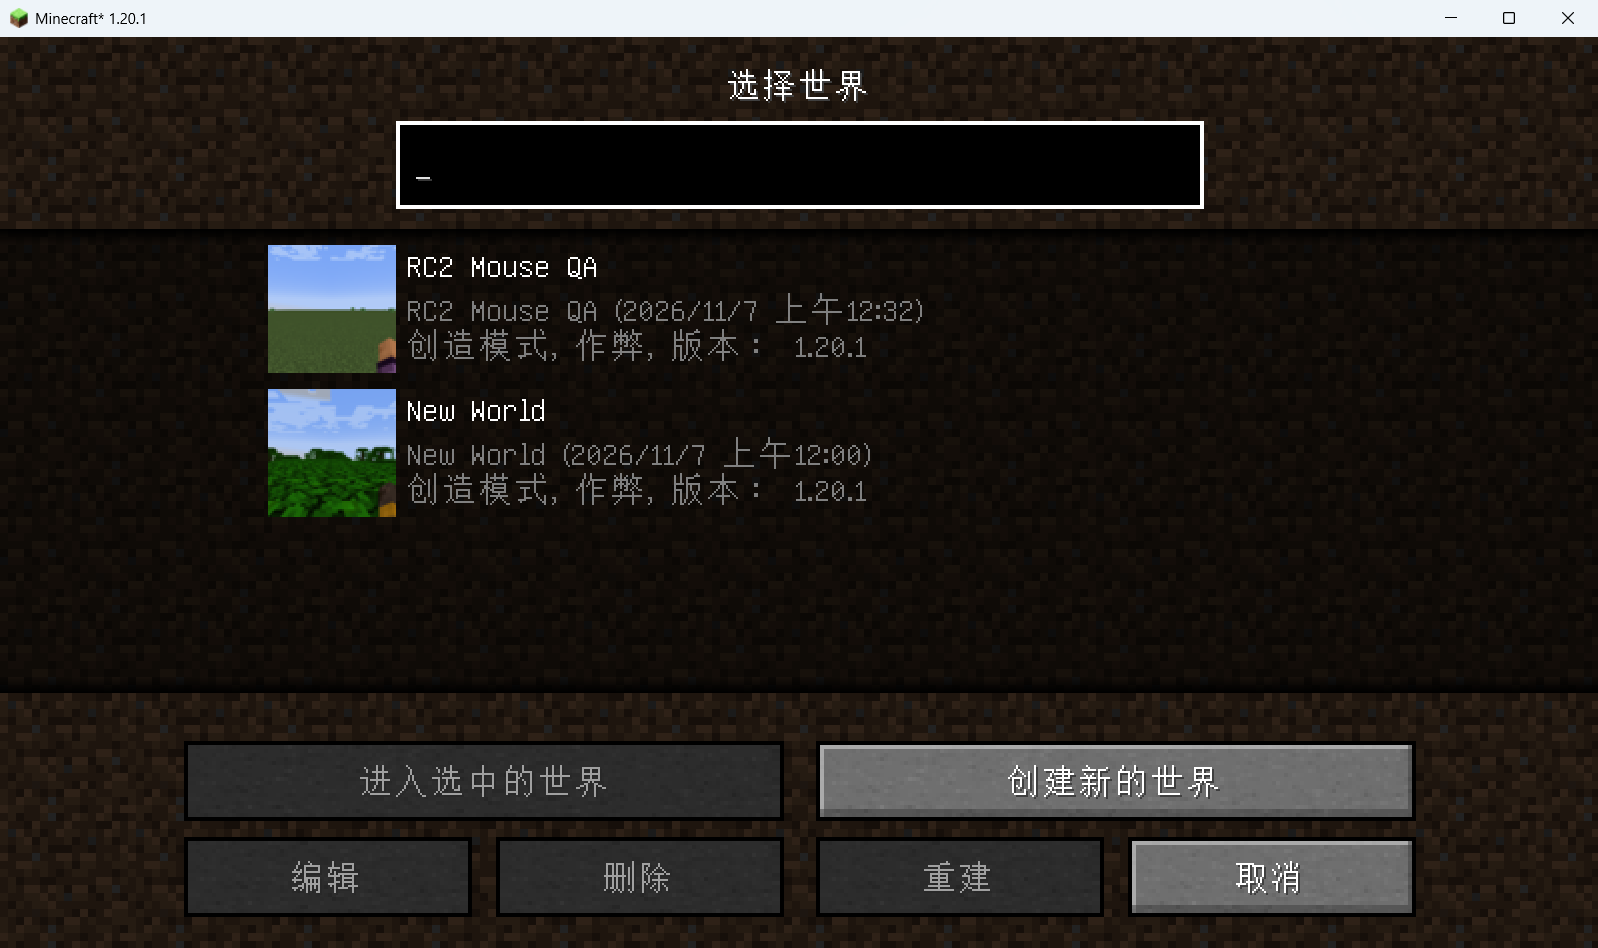 Minecraft* 1.20.1
选择世界
_
RC2 Mouse QA
RC2 Mouse QA (2026/11/7 上午12:32)
创造模式, 作弊, 版本： 1.20.1
New World
New World (2026/11/7 上午12:00)
创造模式, 作弊, 版本： 1.20.1
进入选中的世界
创建新的世界
编辑
删除
重建
取消